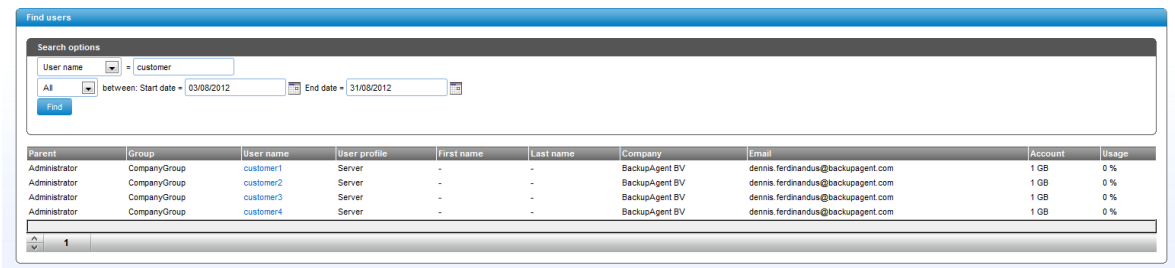 Find users
Search options
User name = customer
All between: Start date = 03/08/2012 End date = 31/08/2012
Find
Parent Group User name User profile First name Last name Company Email Account Usage
Administrator CompanyGroup customer1 Server - - BackupAgent BV dennis.ferdinandus@backupagent.com 1 GB 0 %
Administrator CompanyGroup customer2 Server - - BackupAgent BV dennis.ferdinandus@backupagent.com 1 GB 0 %
Administrator CompanyGroup customer3 Server - - BackupAgent BV dennis.ferdinandus@backupagent.com 1 GB 0 %
Administrator CompanyGroup customer4 Server - - BackupAgent BV dennis.ferdinandus@backupagent.com 1 GB 0 %
1